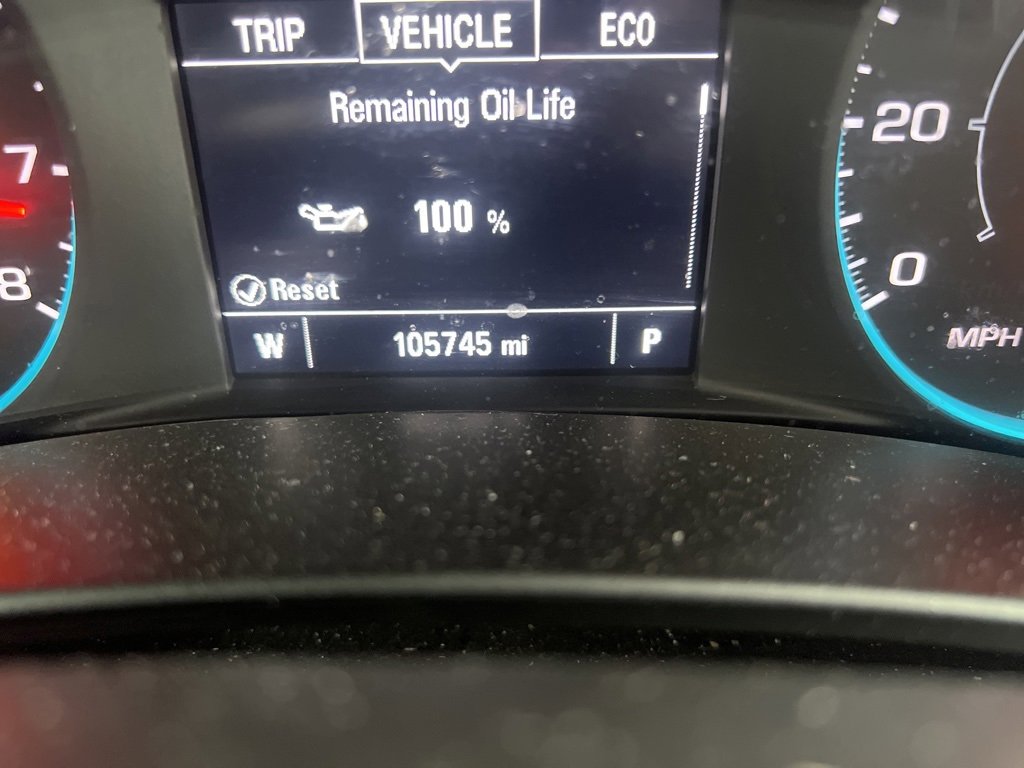 TRIP VEHICLE ECO
Remaining Oil Life
100 %
Reset
W 105745 mi P
7
8
20
0
MPH